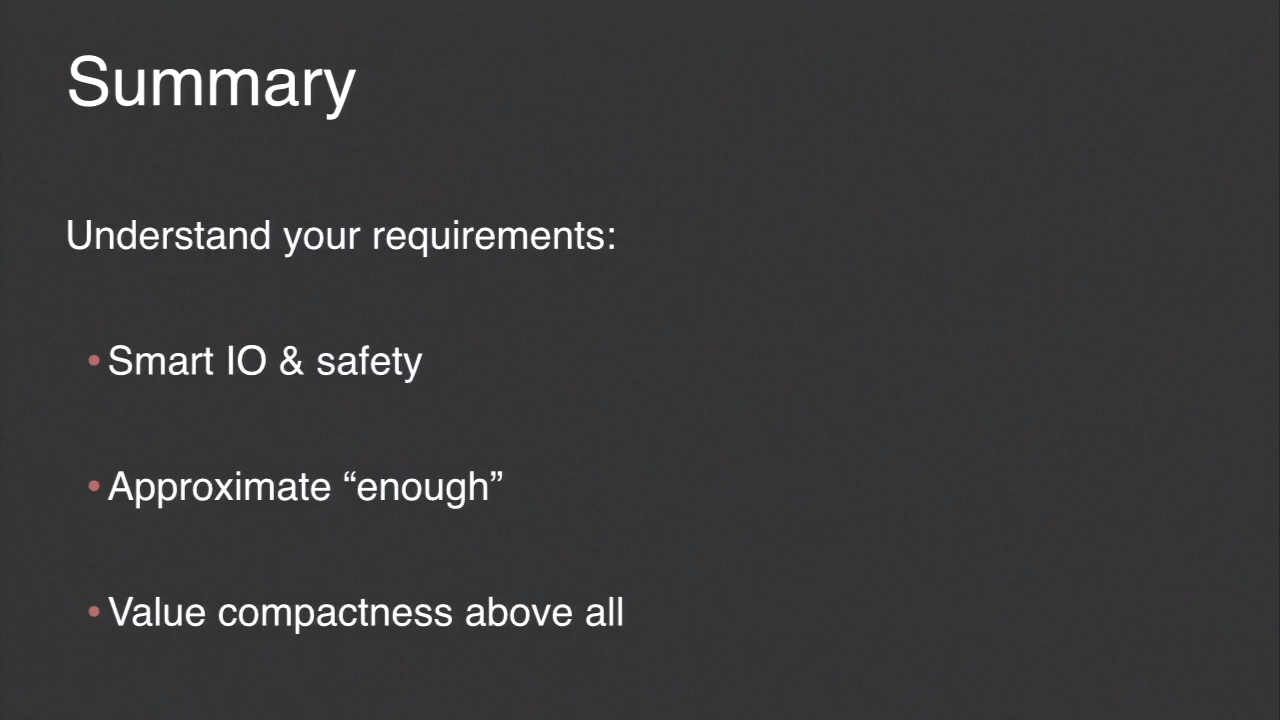 Summary
Understand your requirements:
• Smart IO & safety
• Approximate “enough”
• Value compactness above all